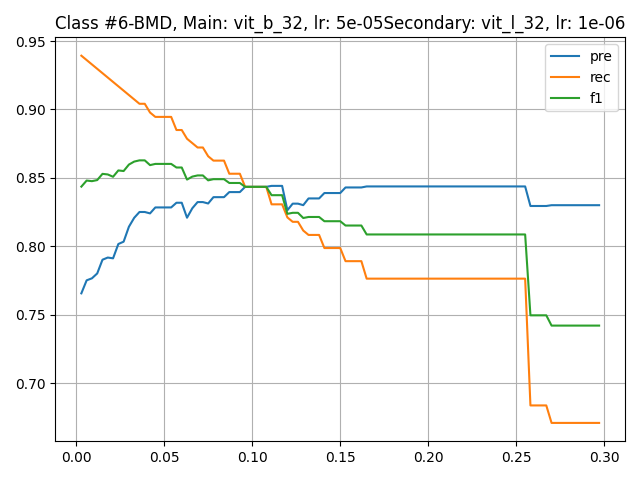 Class #6-BMD, Main: vit_b_32, lr: 5e-05Secondary: vit_l_32, lr: 1e-06
0.95
0.90
0.85
0.80
0.75
0.70
pre
rec
f1
0.00 0.05 0.10 0.15 0.20 0.25 0.30